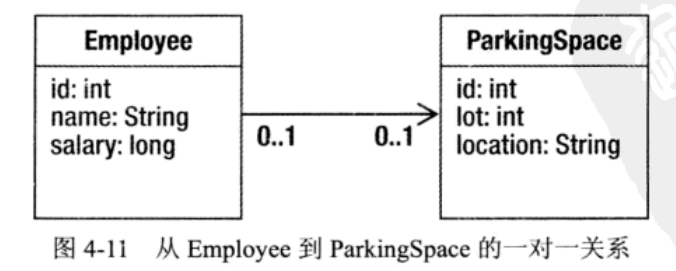 Employee
id: int
name: String
salary: long
0..1
0..1
ParkingSpace
id: int
lot: int
location: String
图 4-11 从 Employee 到 ParkingSpace 的一对一关系